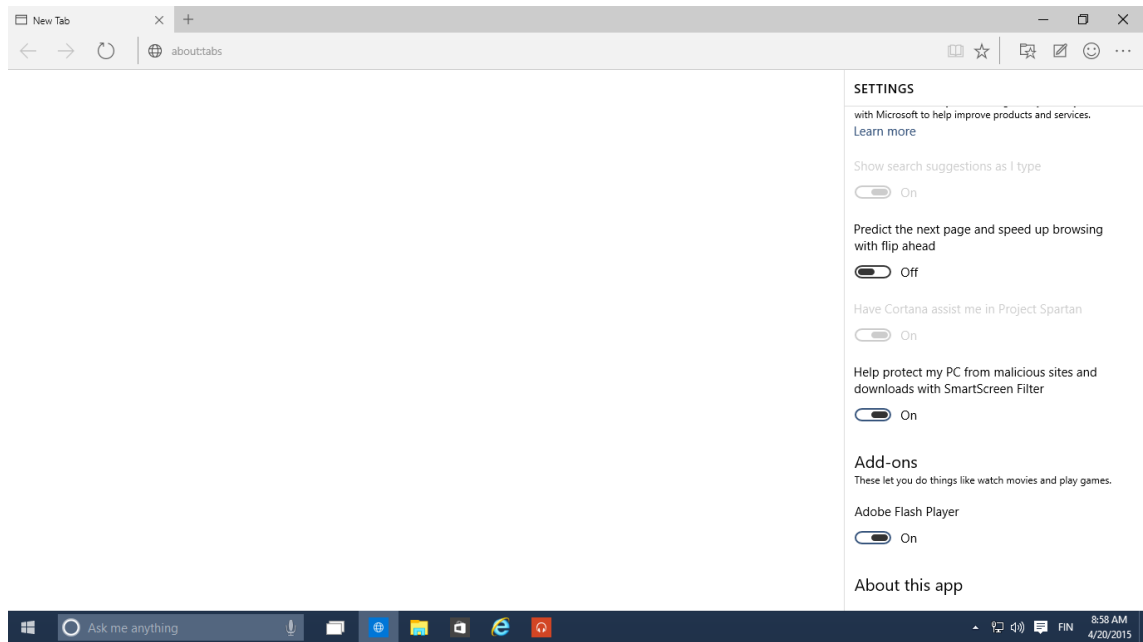 New Tab
about:tabs
SETTINGS
with Microsoft to help improve products and services.
Learn more
Show search suggestions as I type
On
Predict the next page and speed up browsing
with flip ahead
Off
Have Cortana assist me in Project Spartan
On
Help protect my PC from malicious sites and
downloads with SmartScreen Filter
On
Add-ons
These let you do things like watch movies and play games.
Adobe Flash Player
On
About this app
Ask me anything
FIN
8:58 AM
4/20/2015